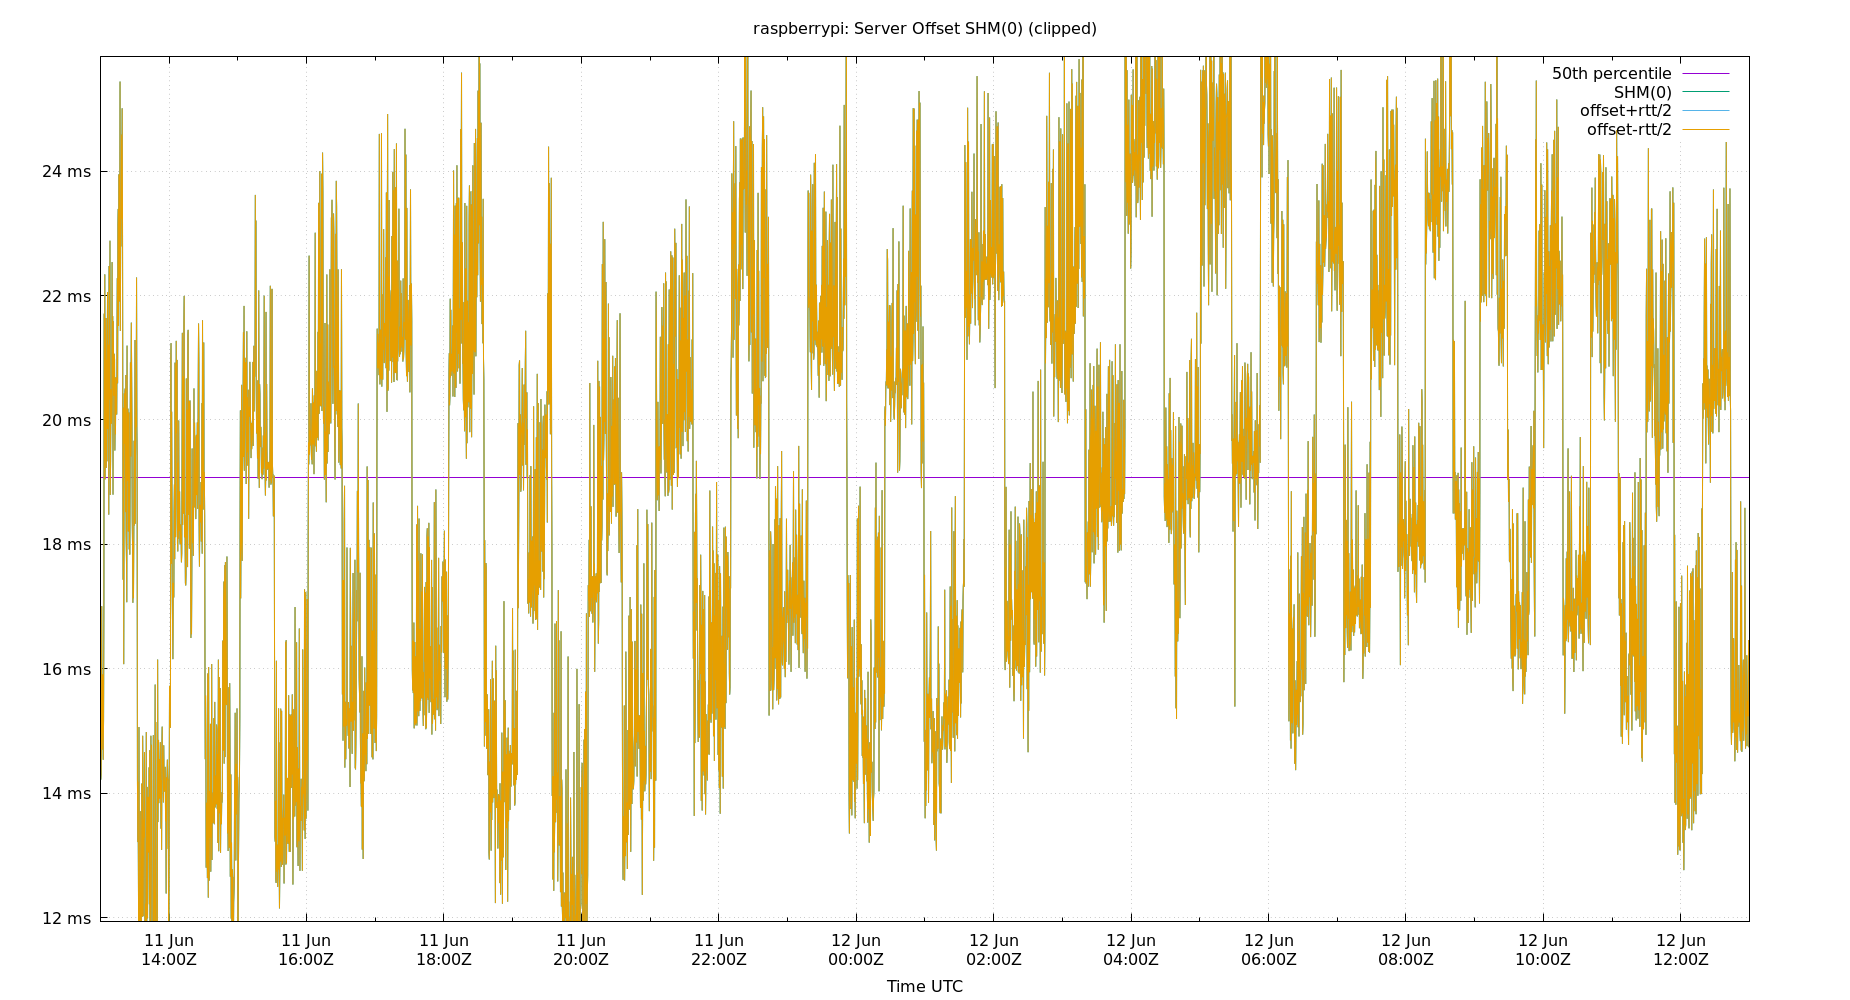 raspberrypi: Server Offset SHM(0) (clipped)
50th percentile
SHM(0)
offset+rtt/2
offset-rtt/2
24 ms
22 ms
20 ms
18 ms
16 ms
14 ms
12 ms
11 Jun 11 Jun 11 Jun 11 Jun 11 Jun 12 Jun 12 Jun 12 Jun 12 Jun 12 Jun 12 Jun 12 Jun
14:00Z 16:00Z 18:00Z 20:00Z 22:00Z 00:00Z 02:00Z 04:00Z 06:00Z 08:00Z 10:00Z 12:00Z
Time UTC